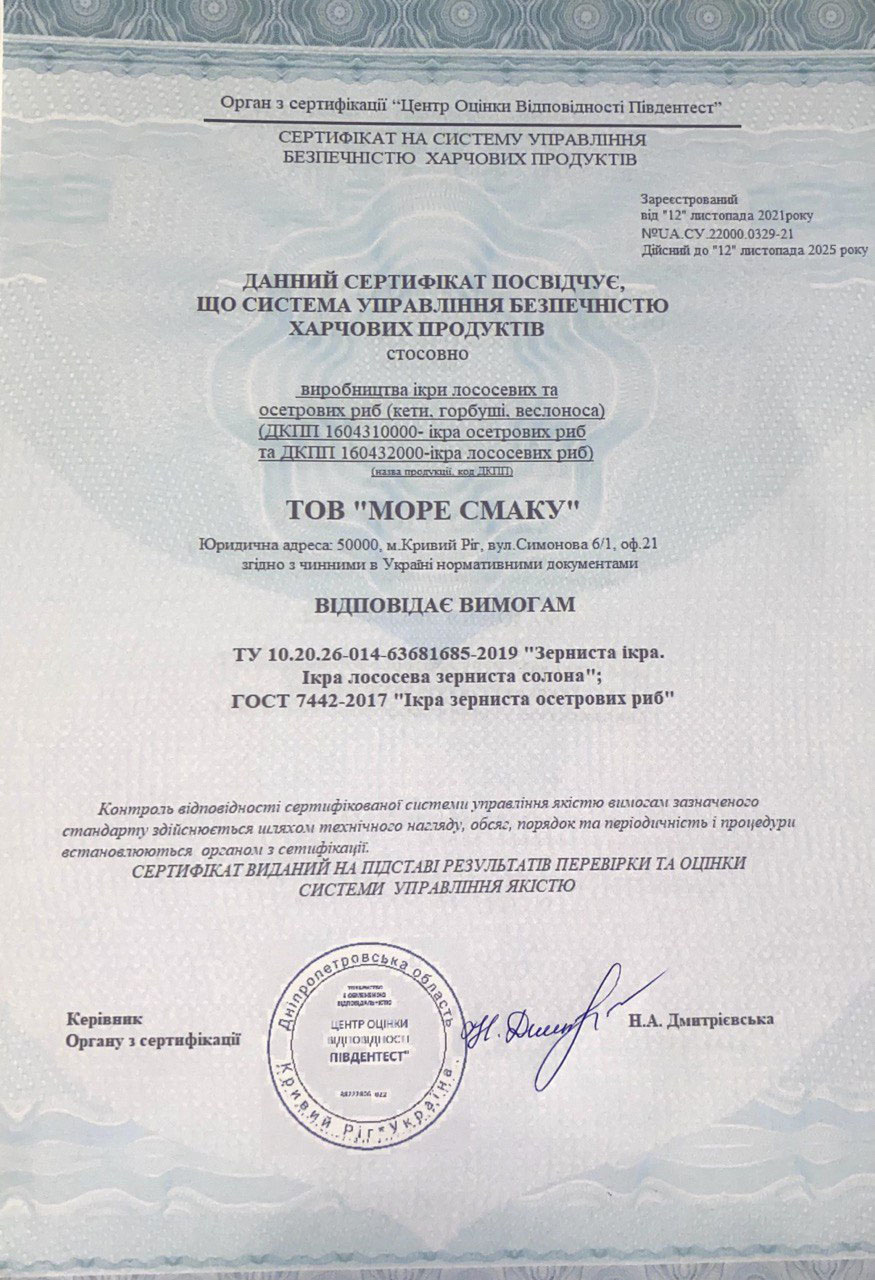 Орган з сертифікації “Центр Оцінки Відповідності Південтест”
СЕРТИФІКАТ НА СИСТЕМУ УПРАВЛІННЯ
БЕЗПЕЧНІСТЮ ХАРЧОВИХ ПРОДУКТІВ
Зареєстрований
від "12" листопада 2021року
№UA.СУ.22000.0329-21
Дійсний до "12" листопада 2025 року
ДАННИЙ СЕРТИФІКАТ ПОСВІДЧУЄ,
ЩО СИСТЕМА УПРАВЛІННЯ БЕЗПЕЧНІСТЮ
ХАРЧОВИХ ПРОДУКТІВ
стосовно
виробництва ікри лососевих та
осетрових риб (кети, горбуші, веслоноса)
(ДКПП 1604310000- ікра осетрових риб
та ДКПП 160432000-ікра лососевих риб)
(назва продукції, код ДКПП)
ТОВ "МОРЕ СМАКУ"
Юридична адреса: 50000, м.Кривий Ріг, вул.Симонова 6/1, оф.21
згідно з чинними в Україні нормативними документами
ВІДПОВІДАЄ ВИМОГАМ
ТУ 10.20.26-014-63681685-2019 "Зерниста ікра.
Ікра лососева зерниста солона";
ГОСТ 7442-2017 "Ікра зерниста осетрових риб"
Контроль відповідності сертифікованої системи управління якістю вимогам зазначеного
стандарту здійснюється шляхом технічного нагляду, обсяг, порядок та періодичність і процедури
встановлюються органом з сетифікації.
СЕРТИФІКАТ ВИДАНИЙ НА ПІДСТАВІ РЕЗУЛЬТАТІВ ПЕРЕВІРКИ ТА ОЦІНКИ
СИСТЕМИ УПРАВЛІННЯ ЯКІСТЮ
Керівник
Органу з сертифікації
Дніпропетровська область
ЦЕНТР ОЦІНКИ
ВІДПОВІДНОСТІ
ПІВДЕНТЕСТ"
Кривий Ріг*Україна
Н.А. Дмитрієвська